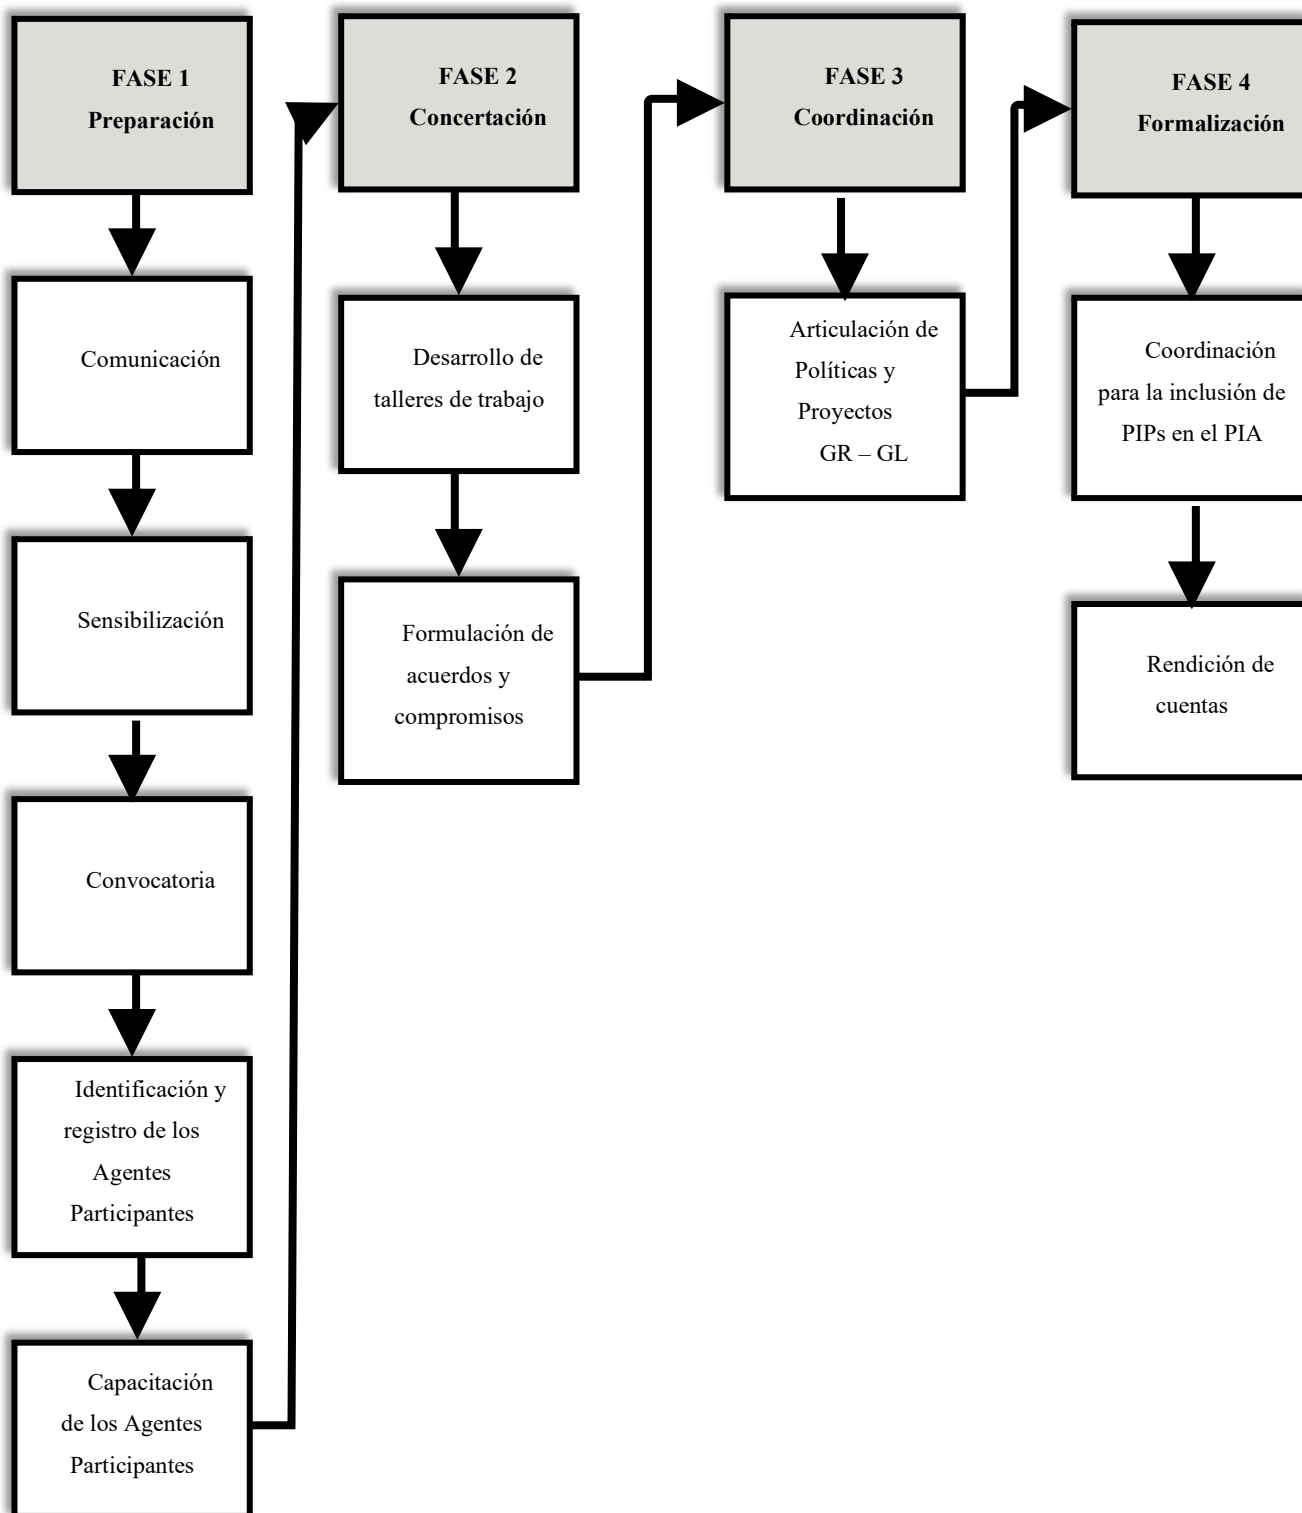 FASE 1
Preparación
Comunicación
Sensibilización
Convocatoria
Identificación y
registro de los
Agentes
Participantes
Capacitación
de los Agentes
Participantes
FASE 2
Concertación
Desarrollo de
talleres de trabajo
Formulación de
acuerdos y
compromisos
FASE 3
Coordinación
Articulación de
Políticas y
Proyectos
GR – GL
FASE 4
Formalización
Coordinación
para la inclusión de
PIPs en el PIA
Rendición de
cuentas